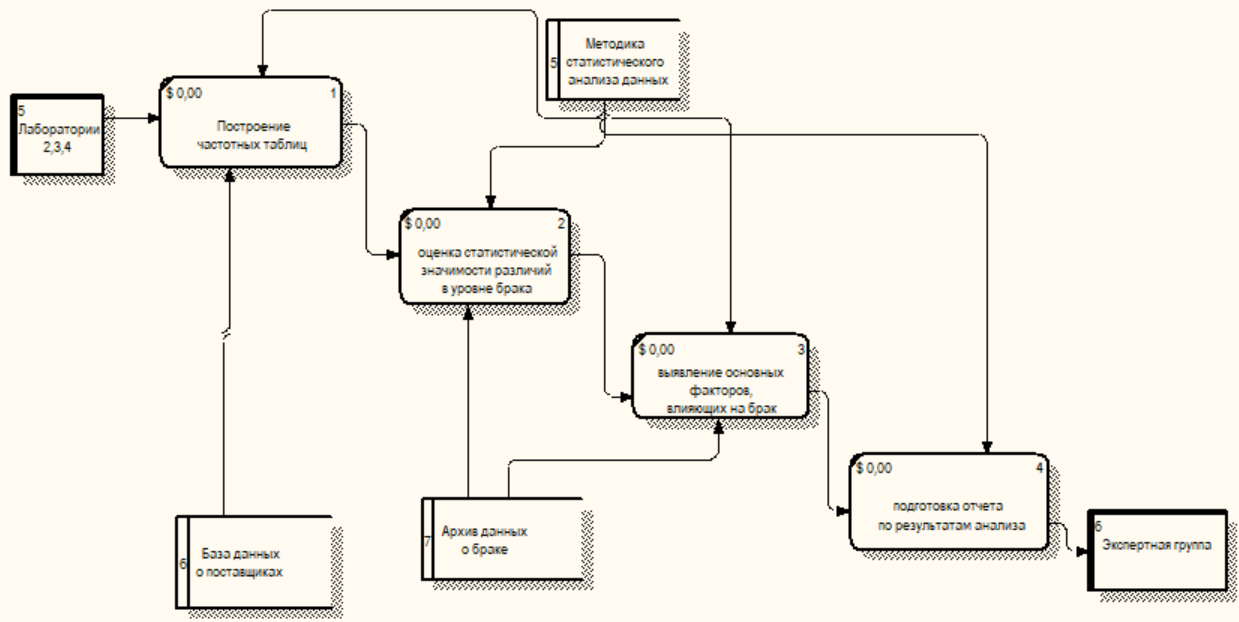 5
Методика
статистического
анализа данных
$ 0,00
1
Построение
частотных таблиц
5
Лаборатории
2,3,4
$ 0,00
2
оценка статистической
значимости различий
в уровне брака
$ 0,00
3
выявление основных
факторов,
влияющих на брак
$ 0,00
4
подготовка отчета
по результатам анализа
6
База данных
о поставщиках
7
Архив данных
о браке
6
Экспертная группа